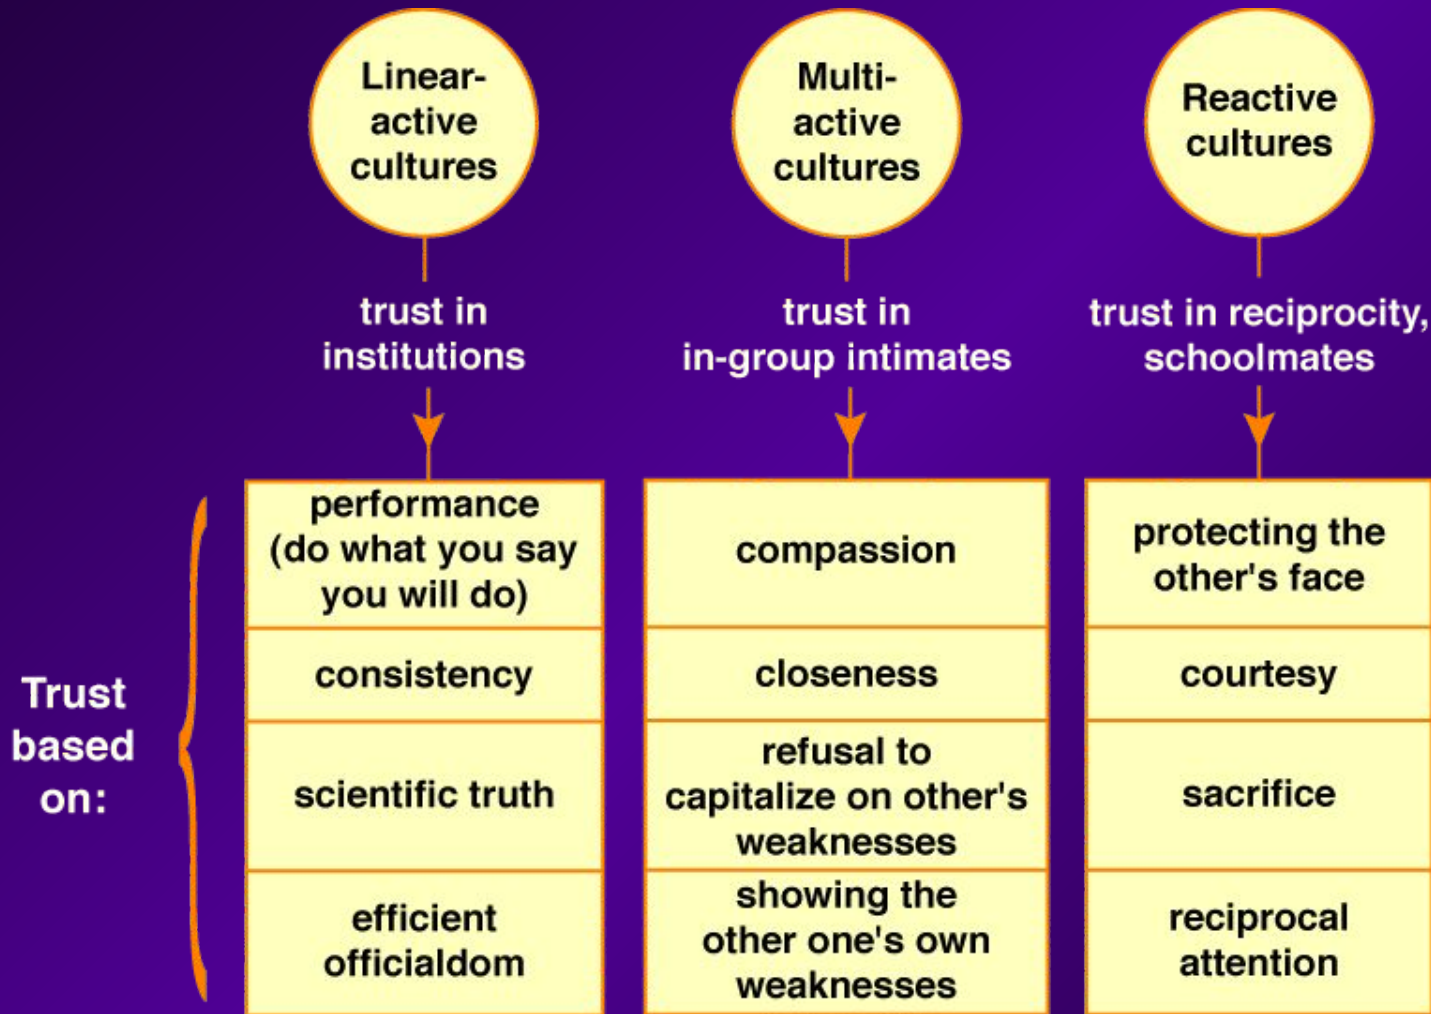 Linear-
active
cultures
trust in
institutions
Multi-
active
cultures
trust in
in-group intimates
Reactive
cultures
trust in reciprocity,
schoolmates
Trust
based
on:
performance
(do what you say
you will do)
consistency
scientific truth
efficient
officialdom
compassion
closeness
refusal to
capitalize on other's
weaknesses
showing the
other one's own
weaknesses
protecting the
other's face
courtesy
sacrifice
reciprocal
attention